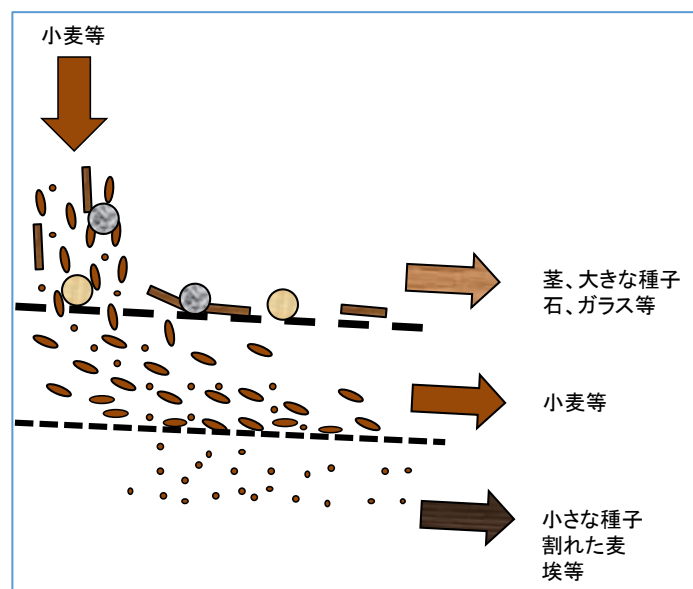 小麦等
茎、大きな種子
石、ガラス等
小麦等
小さな種子
割れた麦
埃等